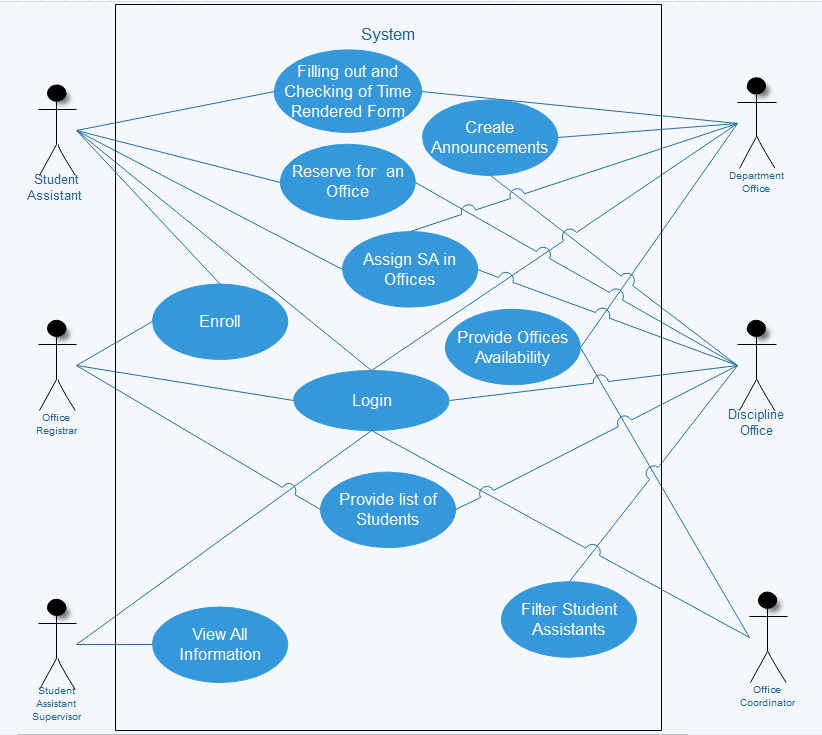 System
Filling out and
Checking of Time
Rendered Form
Create
Announcements
Student
Assistant
Department
Office
Reserve for an
Office
Assign SA in
Offices
Enroll
Provide Offices
Availability
Login
Office
Registrar
Discipline
Office
Provide list of
Students
Filter Student
Assistants
View All
Information
Student
Assistant
Supervisor
Office
Coordinator